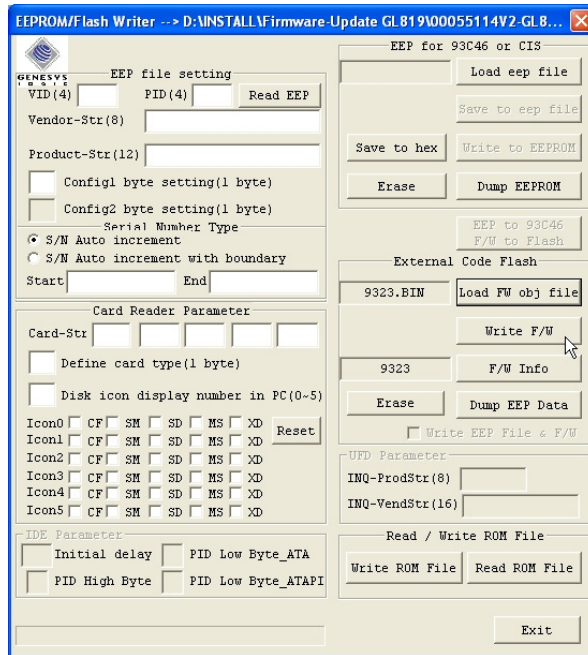 EEPROM/Flash Writer --> D:\INSTALL\Firmware-Update GL819\00055114V2-GL8...
GENESYS
LOGIC
EEP file setting
VID(4) PID(4) Read EEP
Vendor-Str(8)
Product-Str(12)
Config1 byte setting(1 byte)
Config2 byte setting(1 byte)
Serial Number Type
S/N Auto increment
S/N Auto increment with boundary
Start End
Card Reader Parameter
Card-Str
Define card type(1 byte)
Disk icon display number in PC(0~5)
Icon0 CF SM SD MS XD
Reset
Icon1 CF SM SD MS XD
Icon2 CF SM SD MS XD
Icon3 CF SM SD MS XD
Icon4 CF SM SD MS XD
Icon5 CF SM SD MS XD
IDE Parameter
Initial delay PID Low Byte_ATA
PID High Byte PID Low Byte_ATAPI
EEP for 93C46 or CIS
Load eep file
Save to eep file
Save to hex Write to EEPROM
Erase Dump EEPROM
EEP to 93C46
F/W to Flash
External Code Flash
9323.BIN Load FW obj file
Write F/W
9323 F/W Info
Erase Dump EEP Data
Write EEP File & F/W
UFD Parameter
INQ-ProdStr(8)
INQ-VendStr(16)
Read / Write ROM File
Write ROM File Read ROM File
Exit